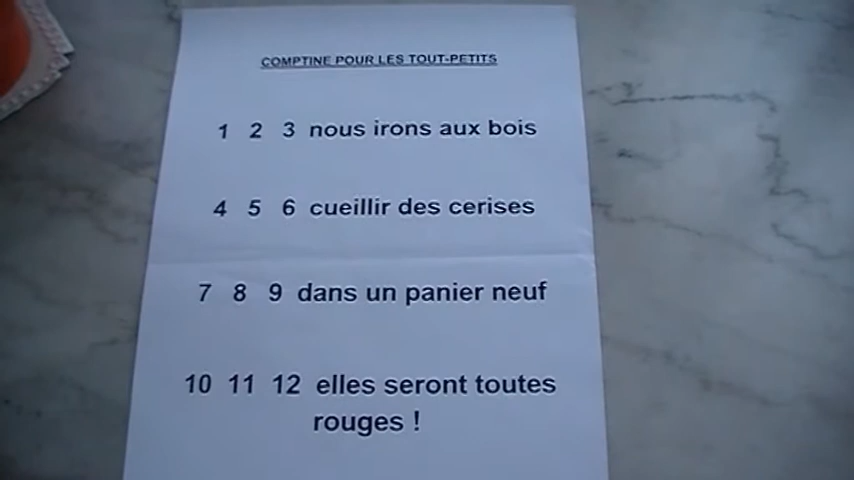 COMPTINE POUR LES TOUT-PETITS
1 2 3 nous irons aux bois
4 5 6 cueillir des cerises
7 8 9 dans un panier neuf
10 11 12 elles seront toutes
rouges !